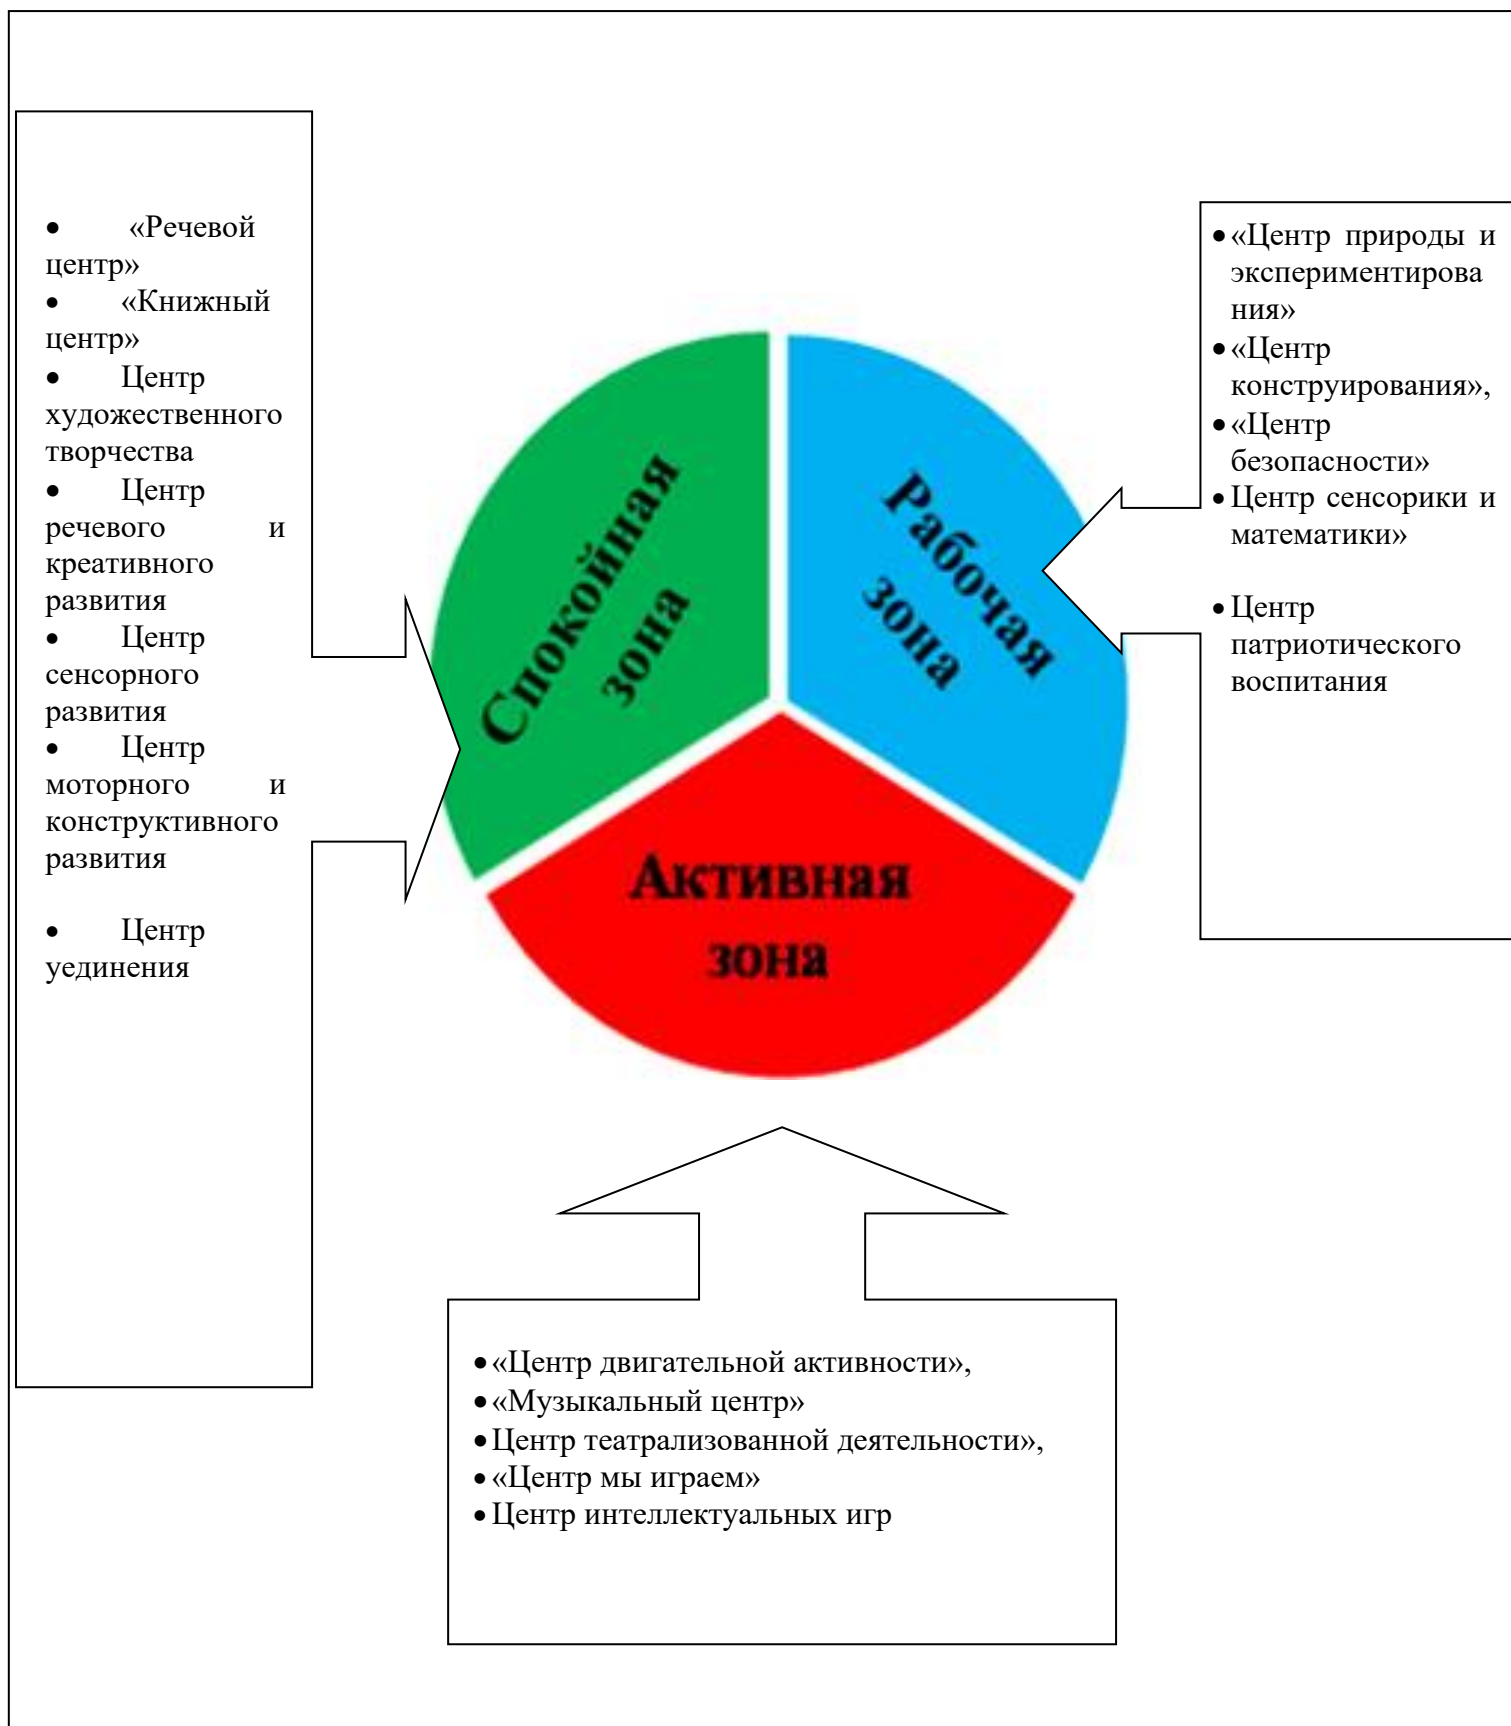 «Речевой
центр»
«Книжный
центр»
Центр
художественного
творчества
Центр
речевого и
креативного
развития
Центр
сенсорного
развития
Центр
моторного и
конструктивного
развития
Центр
уединения
Спокойная
зона
Рабочая
зона
Активная
зона
«Центр природы и
экспериментирова
ния»
«Центр
конструирования»,
«Центр
безопасности»
Центр сенсорики и
математики»
Центр
патриотического
воспитания
«Центр двигательной активности»,
«Музыкальный центр»
Центр театрализованной деятельности»,
«Центр мы играем»
Центр интеллектуальных игр